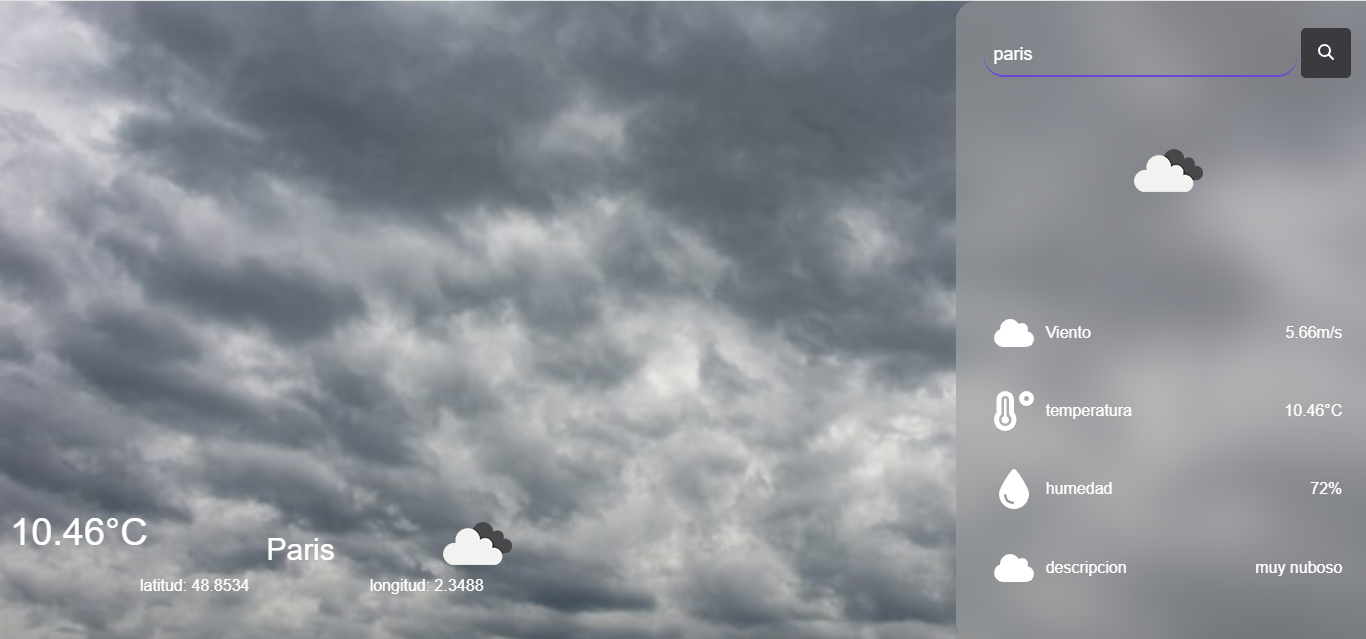 paris
Viento 5.66m/s
temperatura 10.46°C
humedad 72%
descripcion muy nuboso
10.46°C
Paris
latitud: 48.8534 longitud: 2.3488